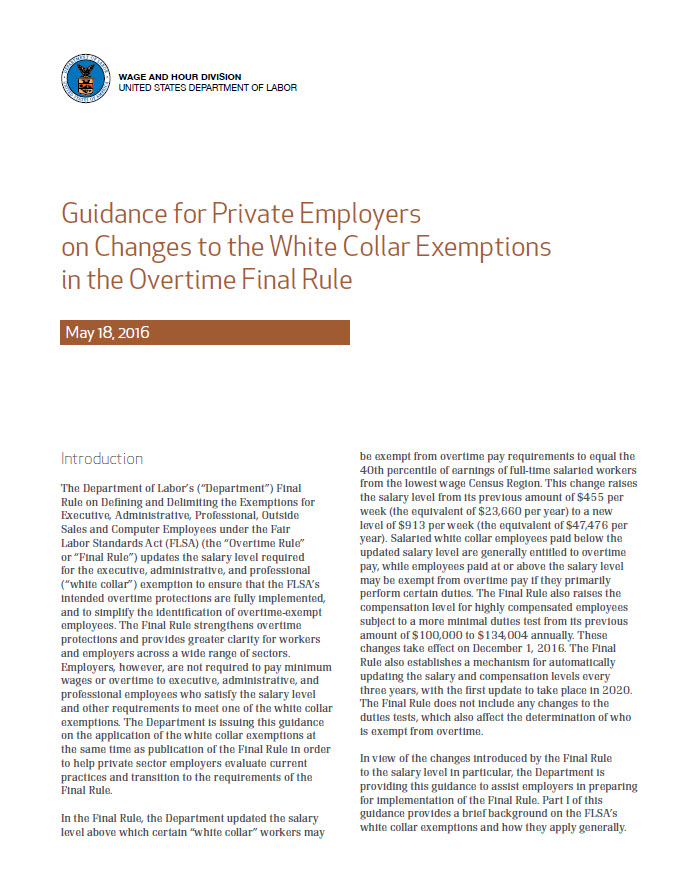 WAGE AND HOUR DIVISION
UNITED STATES DEPARTMENT OF LABOR
Guidance for Private Employers
on Changes to the White Collar Exemptions
in the Overtime Final Rule
May 18, 2016
Introduction
The Department of Labor's ("Department") Final
Rule on Defining and Delimiting the Exemptions for
Executive, Administrative, Professional, Outside
Sales and Computer Employees under the Fair
Labor Standards Act (FLSA) (the "Overtime Rule"
or "Final Rule") updates the salary level required
for the executive, administrative, and professional
("white collar") exemption to ensure that the FLSA's
intended overtime protections are fully implemented,
and to simplify the identification of overtime-exempt
employees. The Final Rule strengthens overtime
protections and provides greater clarity for workers
and employers across a wide range of sectors.
Employers, however, are not required to pay minimum
wages or overtime to executive, administrative, and
professional employees who satisfy the salary level
and other requirements to meet one of the white collar
exemptions. The Department is issuing this guidance
on the application of the white collar exemptions at
the same time as publication of the Final Rule in order
to help private sector employers evaluate current
practices and transition to the requirements of the
Final Rule.
In the Final Rule, the Department updated the salary
level above which certain "white collar" workers may
be exempt from overtime pay requirements to equal the
40th percentile of earnings of full-time salaried workers
from the lowest wage Census Region. This change raises
the salary level from its previous amount of $455 per
week (the equivalent of $23,660 per year) to a new
level of $913 per week (the equivalent of $47,476 per
year). Salaried white collar employees paid below the
updated salary level are generally entitled to overtime
pay, while employees paid at or above the salary level
may be exempt from overtime pay if they primarily
perform certain duties. The Final Rule also raises the
compensation level for highly compensated employees
subject to a more minimal duties test from its previous
amount of $100,000 to $134,004 annually. These
changes take effect on December 1, 2016. The Final
Rule also establishes a mechanism for automatically
updating the salary and compensation levels every
three years, with the first update to take place in 2020.
The Final Rule does not include any changes to the
duties tests, which also affect the determination of who
is exempt from overtime.
In view of the changes introduced by the Final Rule
to the salary level in particular, the Department is
providing this guidance to assist employers in preparing
for implementation of the Final Rule. Part I of this
guidance provides a brief background on the FLSA's
white collar exemptions and how they apply generally.